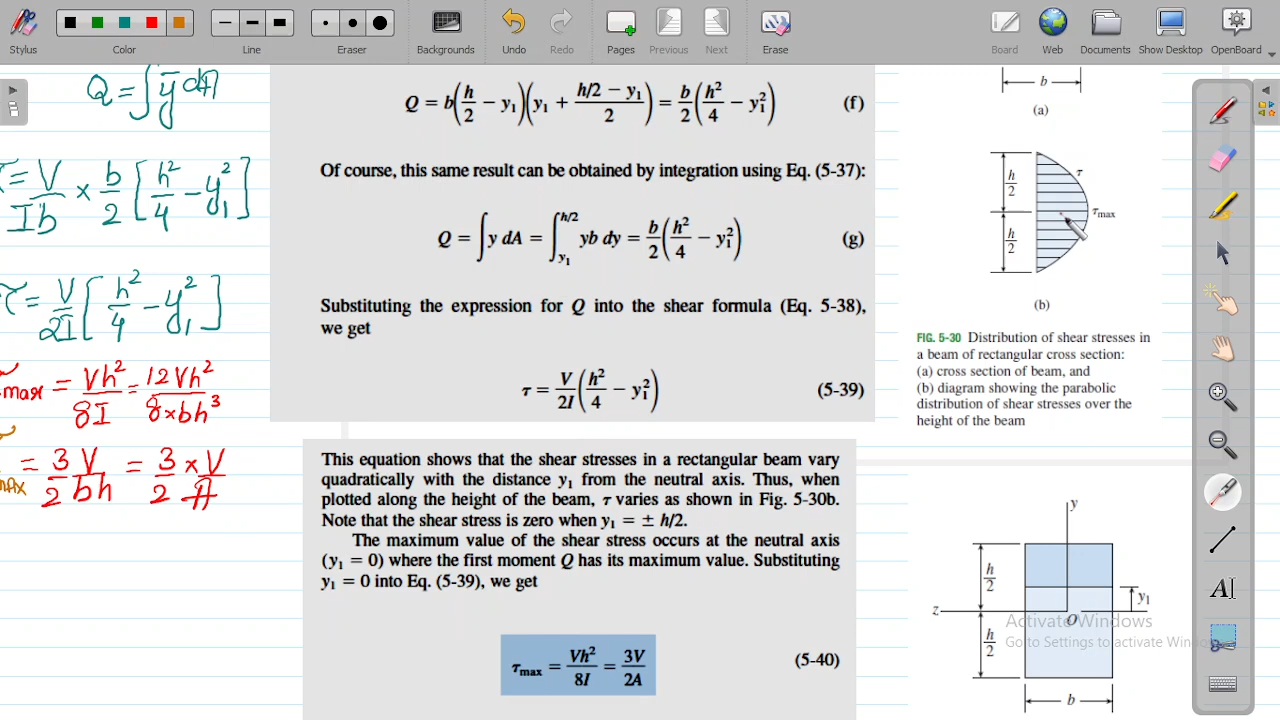 Stylus
Color
Line
Eraser
Backgrounds
Undo
Redo
Pages
Previous
Next
Erase
Board
Web
Documents
Show Desktop
OpenBoard
Q = ∫ y̅ dA
τ = V/Ib × b/2 [h²/4 − y₁²]
τ = V/2I [h²/4 − y₁²]
max = Vh²/8I = 12Vh²/8×bh³
max = 3/2 V/bh = 3/2 × V/A
Q = b(h/2 − y₁)(y₁ + (h/2 − y₁)/2) = b/2(h²/4 − y₁²) (f)
Of course, this same result can be obtained by integration using Eq. (5-37):
Q = ∫y dA = ∫_{y₁}^{h/2} yb dy = b/2(h²/4 − y₁²) (g)
Substituting the expression for Q into the shear formula (Eq. 5-38),
we get
τ = V/2I(h²/4 − y₁²) (5-39)
This equation shows that the shear stresses in a rectangular beam vary
quadratically with the distance y₁ from the neutral axis. Thus, when
plotted along the height of the beam, τ varies as shown in Fig. 5-30b.
Note that the shear stress is zero when y₁ = ± h/2.
The maximum value of the shear stress occurs at the neutral axis
(y₁ = 0) where the first moment Q has its maximum value. Substituting
y₁ = 0 into Eq. (5-39), we get
τmax = Vh²/8I = 3V/2A (5-40)
b
(a)
h/2
τ
τmax
h/2
(b)
FIG. 5-30 Distribution of shear stresses in
a beam of rectangular cross section:
(a) cross section of beam, and
(b) diagram showing the parabolic
distribution of shear stresses over the
height of the beam
y
h/2
y₁
z
O
h/2
b
Activate Windows
Go to Settings to activate Windows
A